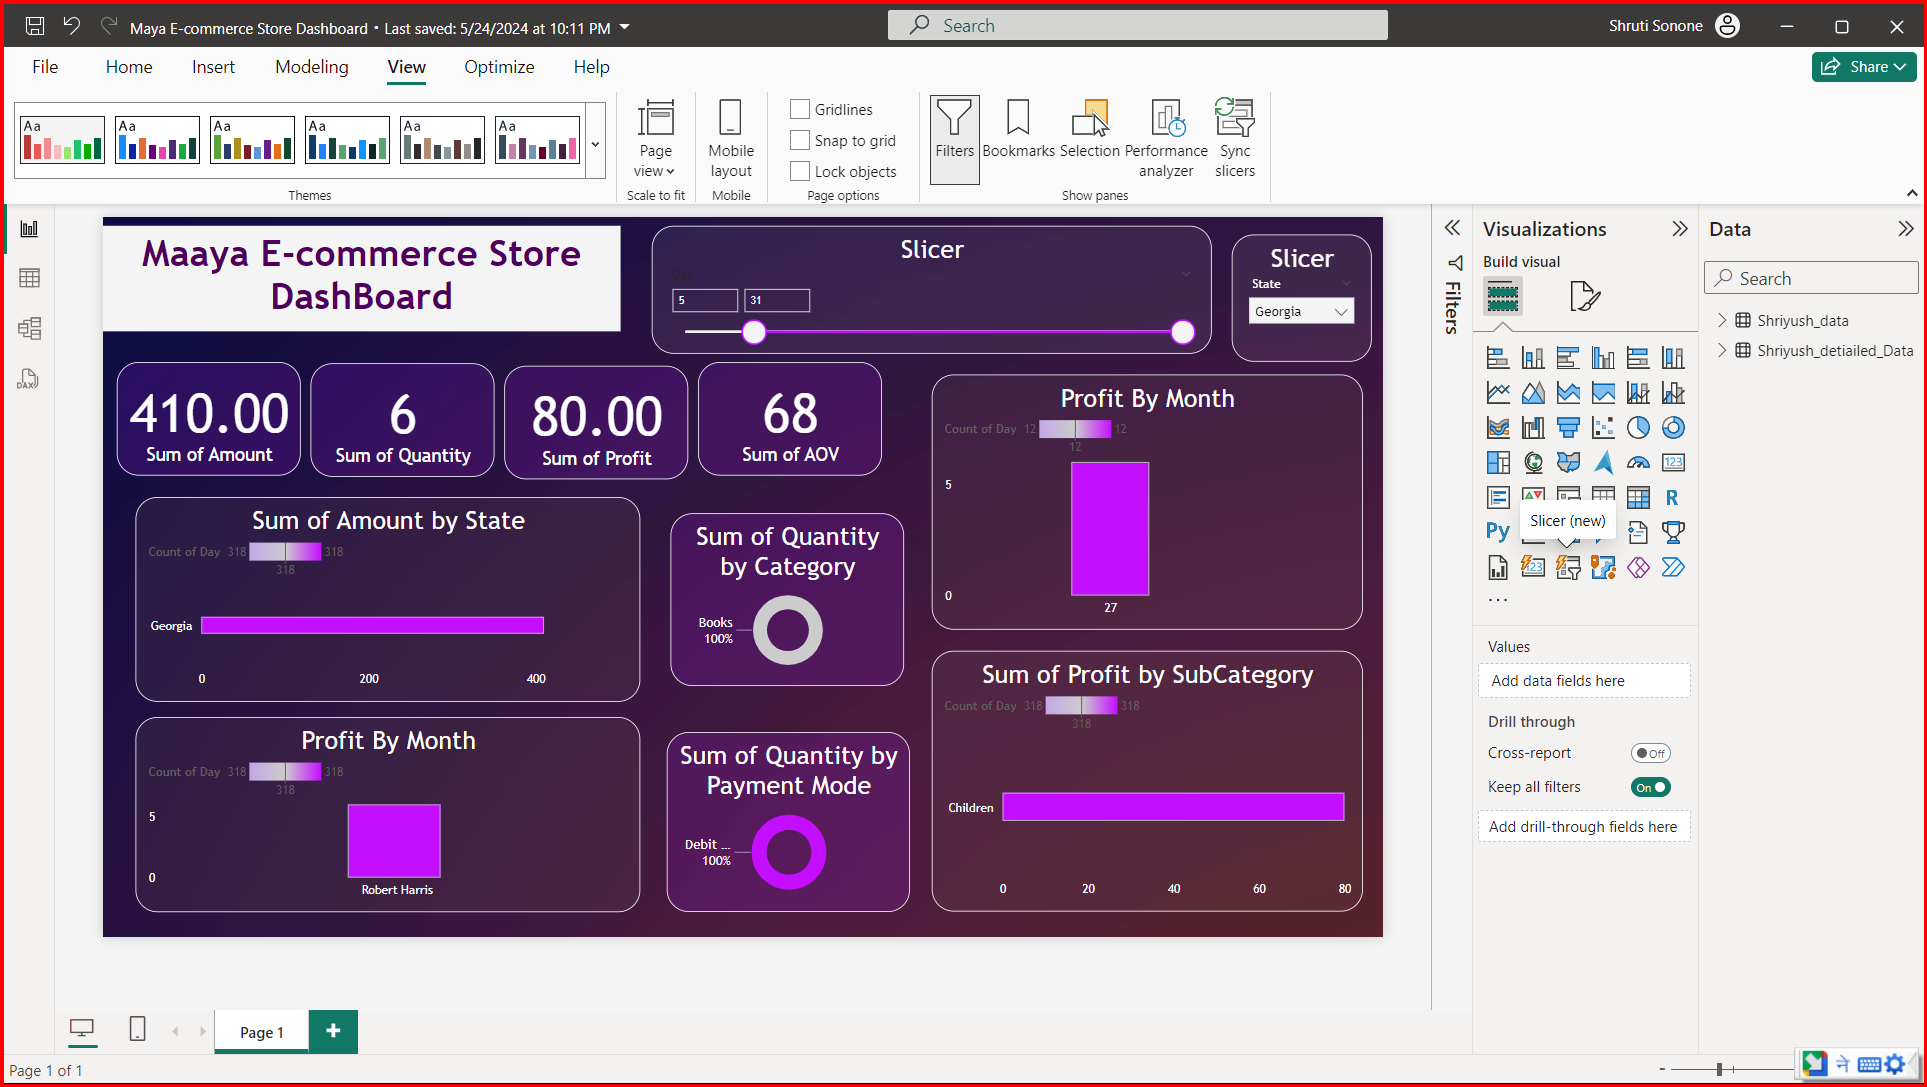 Maya E-commerce Store Dashboard • Last saved: 5/24/2024 at 10:11 PM
Search
Shruti Sonone
File
Home
Insert
Modeling
View
Optimize
Help
Share
Aa
Aa
Aa
Aa
Aa
Aa
Themes
Page
view
Scale to fit
Mobile
layout
Mobile
Gridlines
Snap to grid
Lock objects
Page options
Filters
Bookmarks
Selection
Performance
analyzer
Sync
slicers
Show panes
Maaya E-commerce Store
DashBoard
Slicer
Day
5
31
Slicer
State
Georgia
410.00
Sum of Amount
6
Sum of Quantity
80.00
Sum of Profit
68
Sum of AOV
Profit By Month
Count of Day 12 12
12
5
0
27
Sum of Amount by State
Count of Day 318 318
318
Georgia
0 200 400
Sum of Quantity
by Category
Books
100%
Sum of Profit by SubCategory
Count of Day 318 318
318
Children
0 20 40 60 80
Profit By Month
Count of Day 318 318
318
5
0
Robert Harris
Sum of Quantity by
Payment Mode
Debit ...
100%
Filters
Visualizations
Build visual
123
R
Py
Slicer (new)
123
...
Values
Add data fields here
Drill through
Cross-report
Off
Keep all filters
On
Add drill-through fields here
Data
Search
Shriyush_data
Shriyush_detiailed_Data
DAX
Page 1
Page 1 of 1